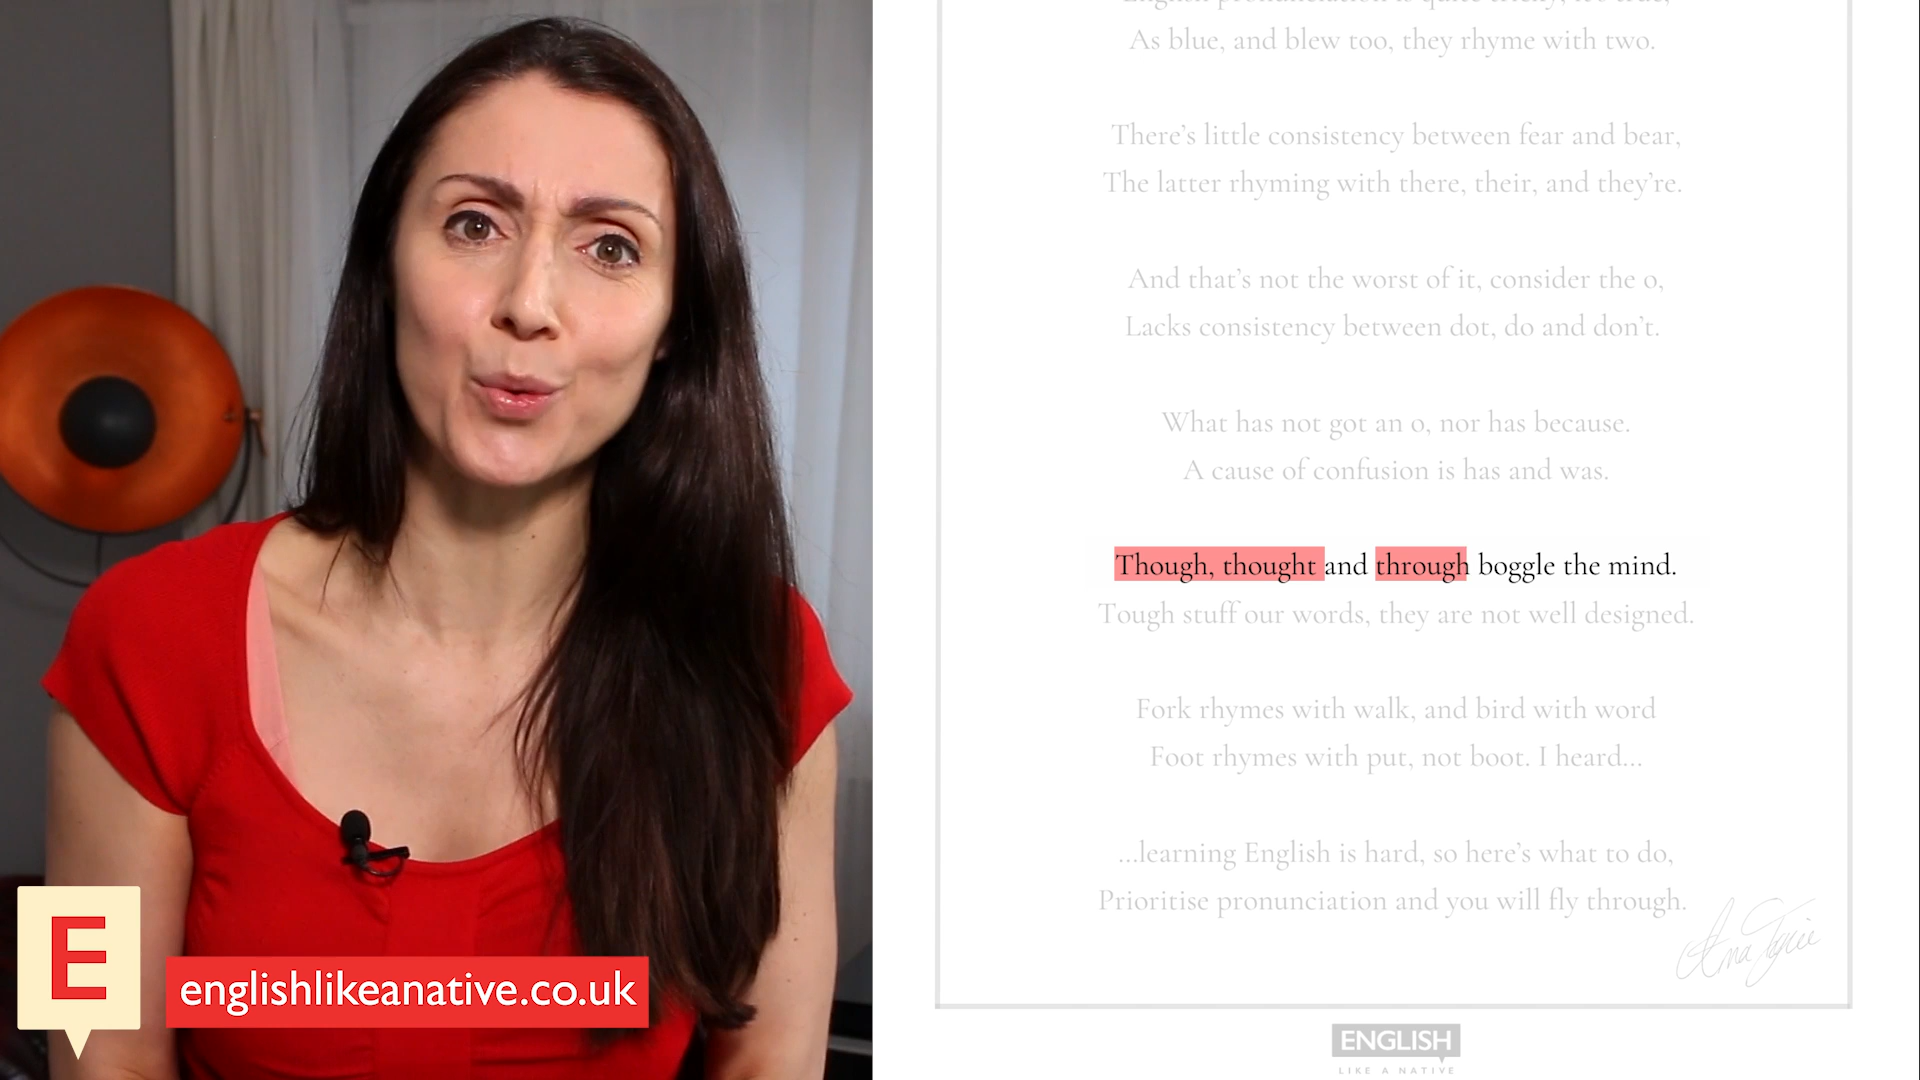 As blue, and blew too, they rhyme with two.
There's little consistency between fear and bear,
The latter rhyming with there, their, and they're.
And that's not the worst of it, consider the o,
Lacks consistency between dot, do and don't.
What has not got an o, nor has because.
A cause of confusion is has and was.
Though, thought and through boggle the mind.
Tough stuff our words, they are not well designed.
Fork rhymes with walk, and bird with word
Foot rhymes with put, not boot. I heard...
...learning English is hard, so here's what to do,
Prioritise pronunciation and you will fly through.
E
englishlikeanative.co.uk
ENGLISH
LIKE A NATIVE